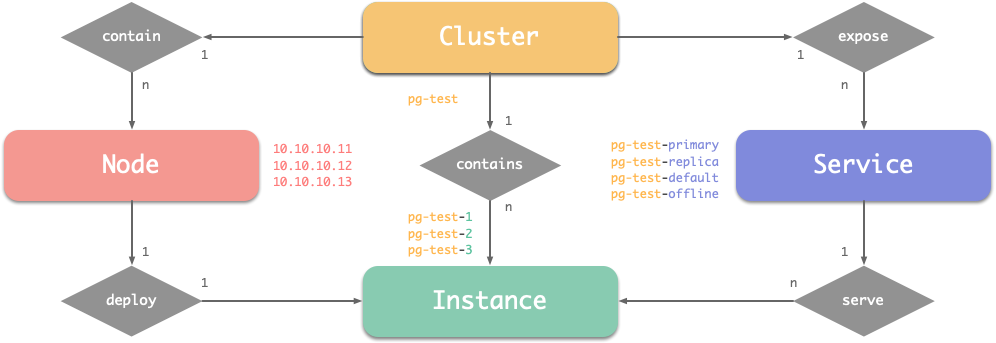 contain
Cluster
expose
1
1
n
pg-test
n
1
Node
10.10.10.11
10.10.10.12
10.10.10.13
contains
pg-test-primary
pg-test-replica
pg-test-default
pg-test-offline
Service
n
pg-test-1
pg-test-2
pg-test-3
1
1
1
n
deploy
Instance
serve